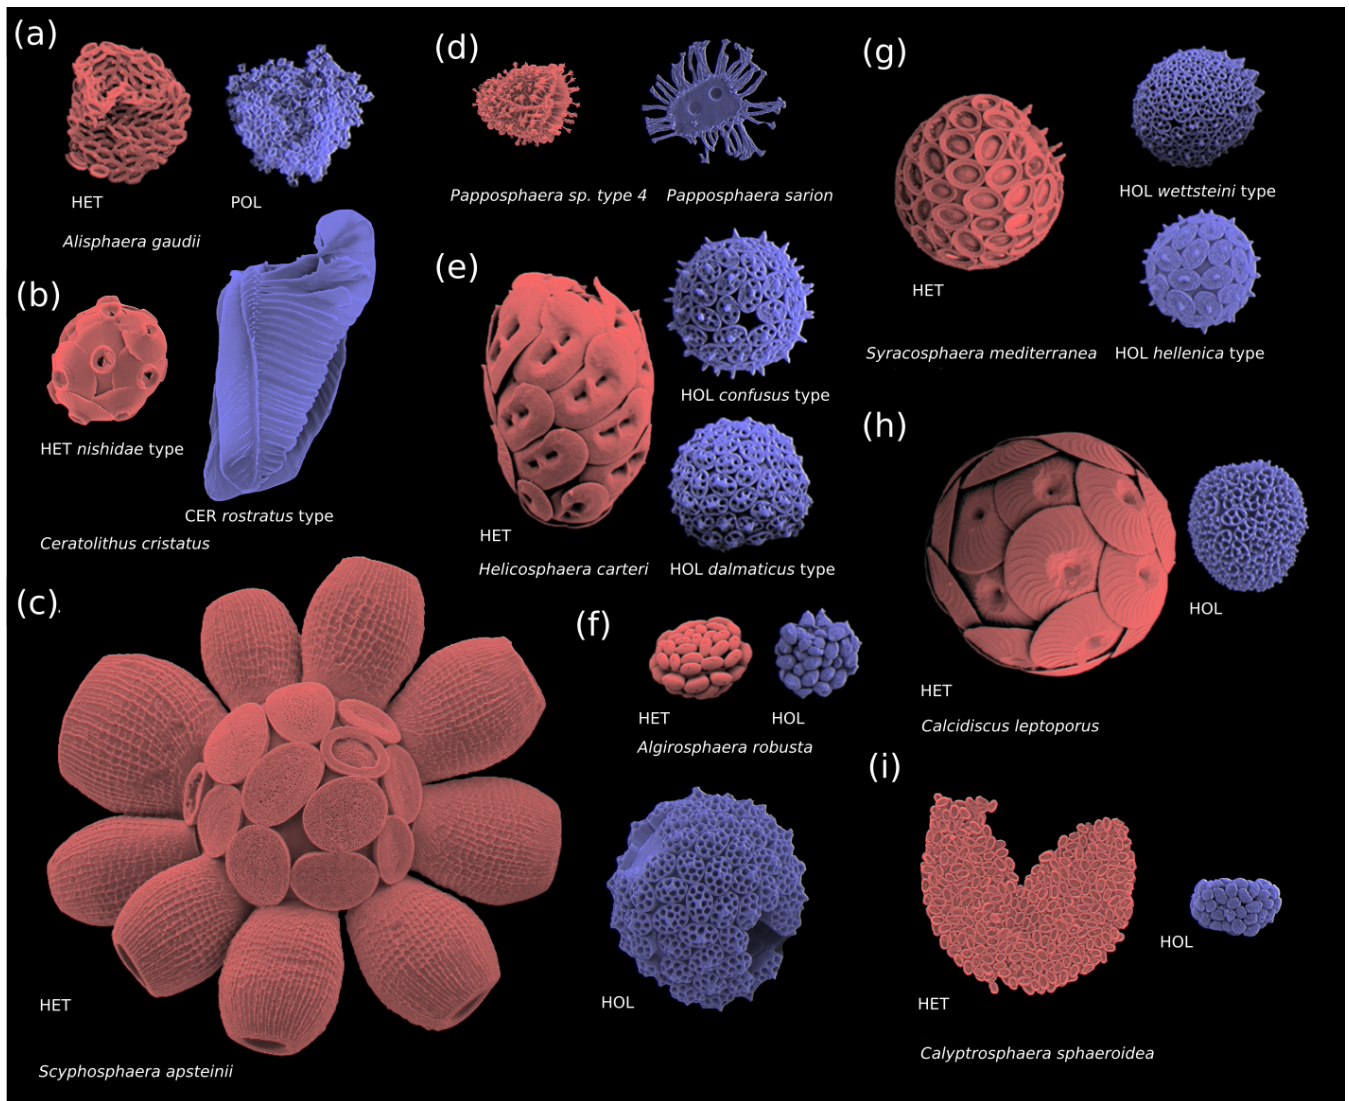 (a)
HET
POL
Alisphaera gaudii
(b)
HET nishidae type
CER rostratus type
Ceratolithus cristatus
(c).
HET
HOL
Scyphosphaera apsteinii
(d)
Papposphaera sp. type 4
Papposphaera sarion
(e)
HET
HOL confusus type
HOL dalmaticus type
Helicosphaera carteri
(f)
HET
HOL
Algirosphaera robusta
(g)
HET
HOL wettsteini type
HOL hellenica type
Syracosphaera mediterranea
(h)
HET
HOL
Calcidiscus leptoporus
(i)
HET
HOL
Calyptrosphaera sphaeroidea